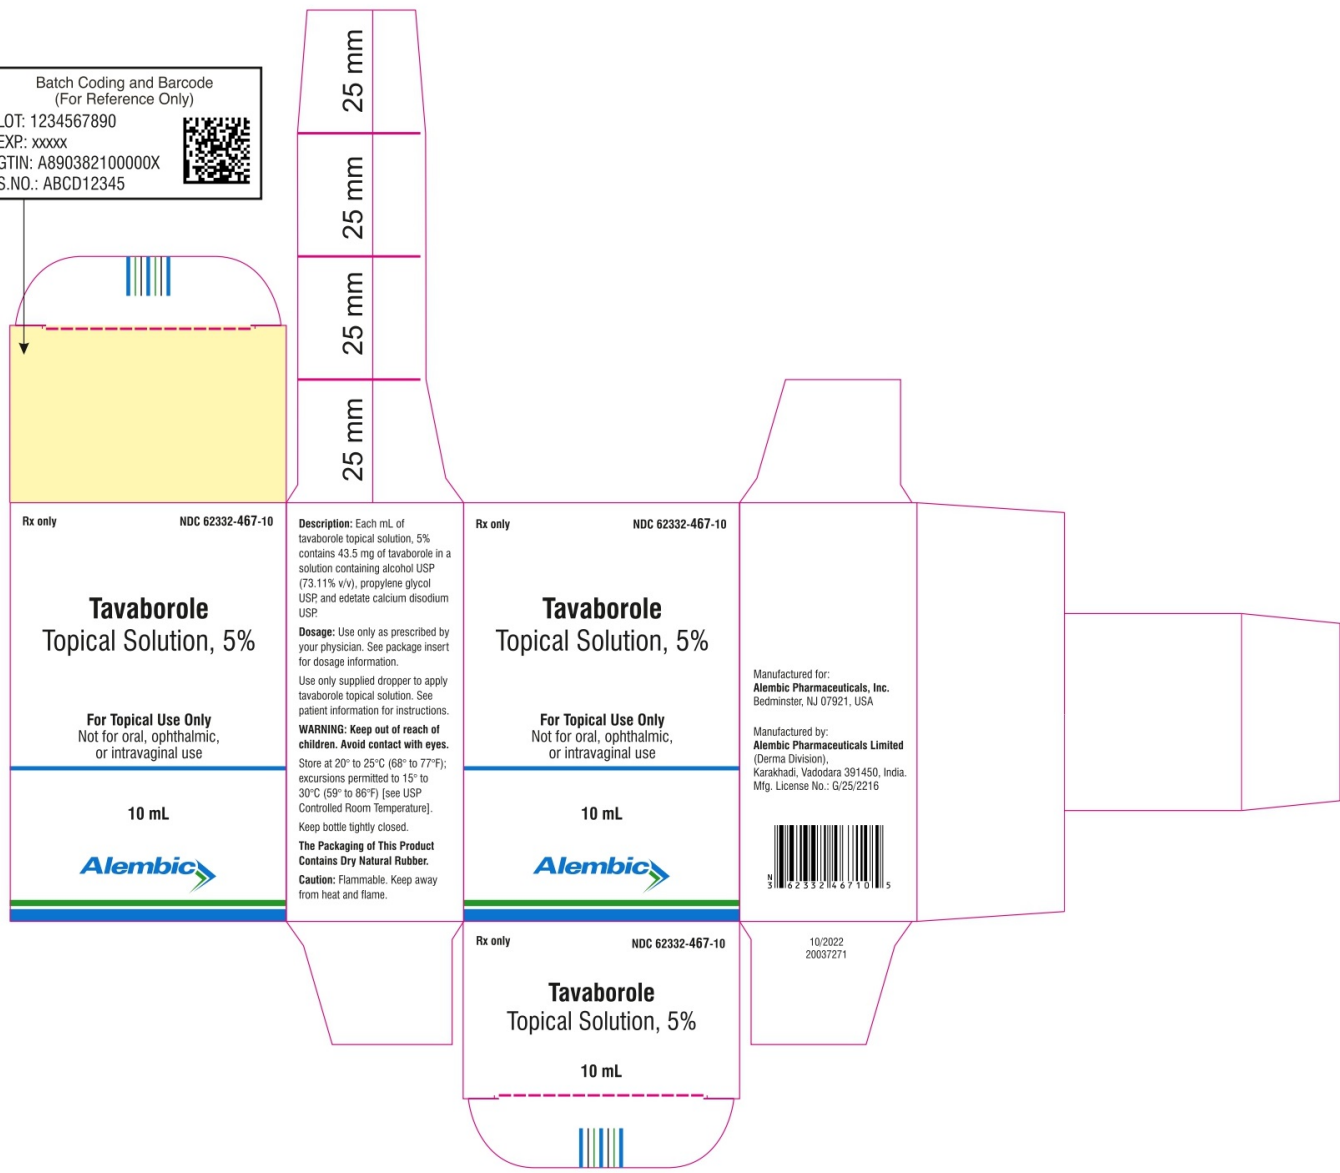 Batch Coding and Barcode
(For Reference Only)
LOT: 1234567890
EXP.: xxxxx
GTIN: A890382100000X
S.NO.: ABCD12345
25 mm
25 mm
25 mm
25 mm
Rx only
NDC 62332-467-10
Tavaborole
Topical Solution, 5%
For Topical Use Only
Not for oral, ophthalmic,
or intravaginal use
10 mL
Alembic
Description: Each mL of
tavaborole topical solution, 5%
contains 43.5 mg of tavaborole in a
solution containing alcohol USP
(73.11% v/v), propylene glycol
USP, and edetate calcium disodium
USP.
Dosage: Use only as prescribed by
your physician. See package insert
for dosage information.
Use only supplied dropper to apply
tavaborole topical solution. See
patient information for instructions.
WARNING: Keep out of reach of
children. Avoid contact with eyes.
Store at 20° to 25°C (68° to 77°F);
excursions permitted to 15° to
30°C (59° to 86°F) [see USP
Controlled Room Temperature].
Keep bottle tightly closed.
The Packaging of This Product
Contains Dry Natural Rubber.
Caution: Flammable. Keep away
from heat and flame.
Rx only
NDC 62332-467-10
Tavaborole
Topical Solution, 5%
For Topical Use Only
Not for oral, ophthalmic,
or intravaginal use
10 mL
Alembic
Manufactured for:
Alembic Pharmaceuticals, Inc.
Bedminster, NJ 07921, USA
Manufactured by:
Alembic Pharmaceuticals Limited
(Derma Division),
Karakhadi, Vadodara 391450, India.
Mfg. License No.: G/25/2216
N
3 62332 46710 5
Rx only
NDC 62332-467-10
Tavaborole
Topical Solution, 5%
10 mL
10/2022
20037271